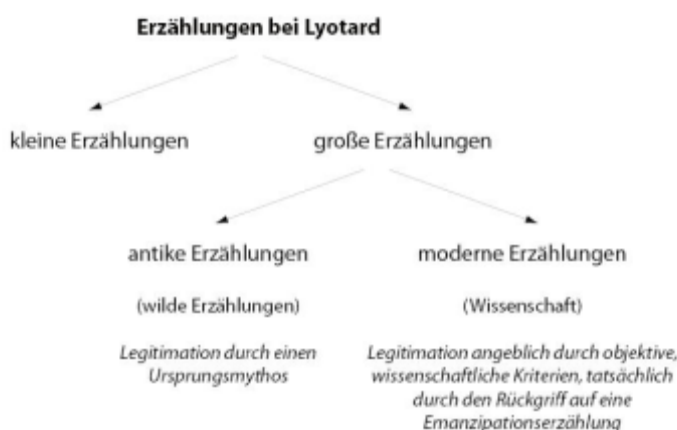 Erzählungen bei Lyotard
kleine Erzählungen
große Erzählungen
antike Erzählungen
moderne Erzählungen
(wilde Erzählungen)
(Wissenschaft)
Legitimation durch einen
Ursprungsmythos
Legitimation angeblich durch objektive,
wissenschaftliche Kriterien, tatsächlich
durch den Rückgriff auf eine
Emanzipationserzählung